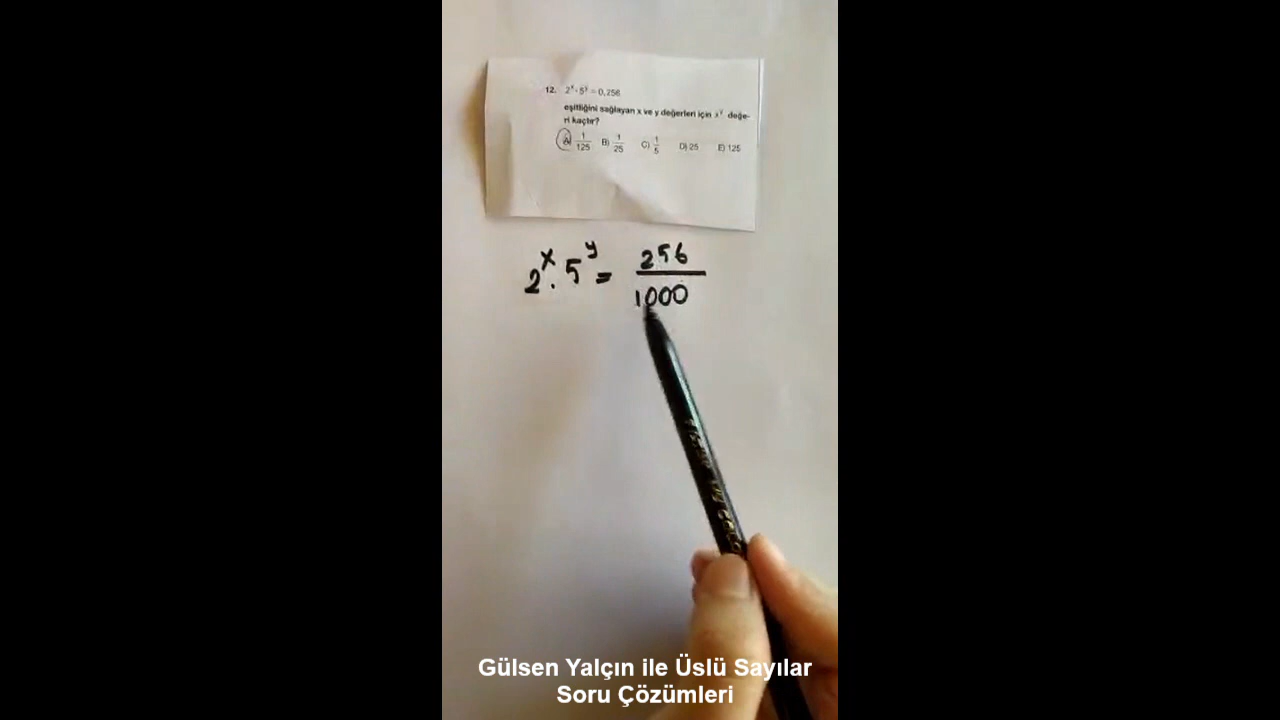 12. 2ˣ · 5ʸ = 0,256
eşitliğini sağlayan x ve y değerleri için xʸ değe-
ri kaçtır?
A) 1/125 B) 1/25 C) 1/5 D) 25 E) 125
2ˣ . 5ʸ = 256/1000
Gülsen Yalçın ile Üslü Sayılar
Soru Çözümleri